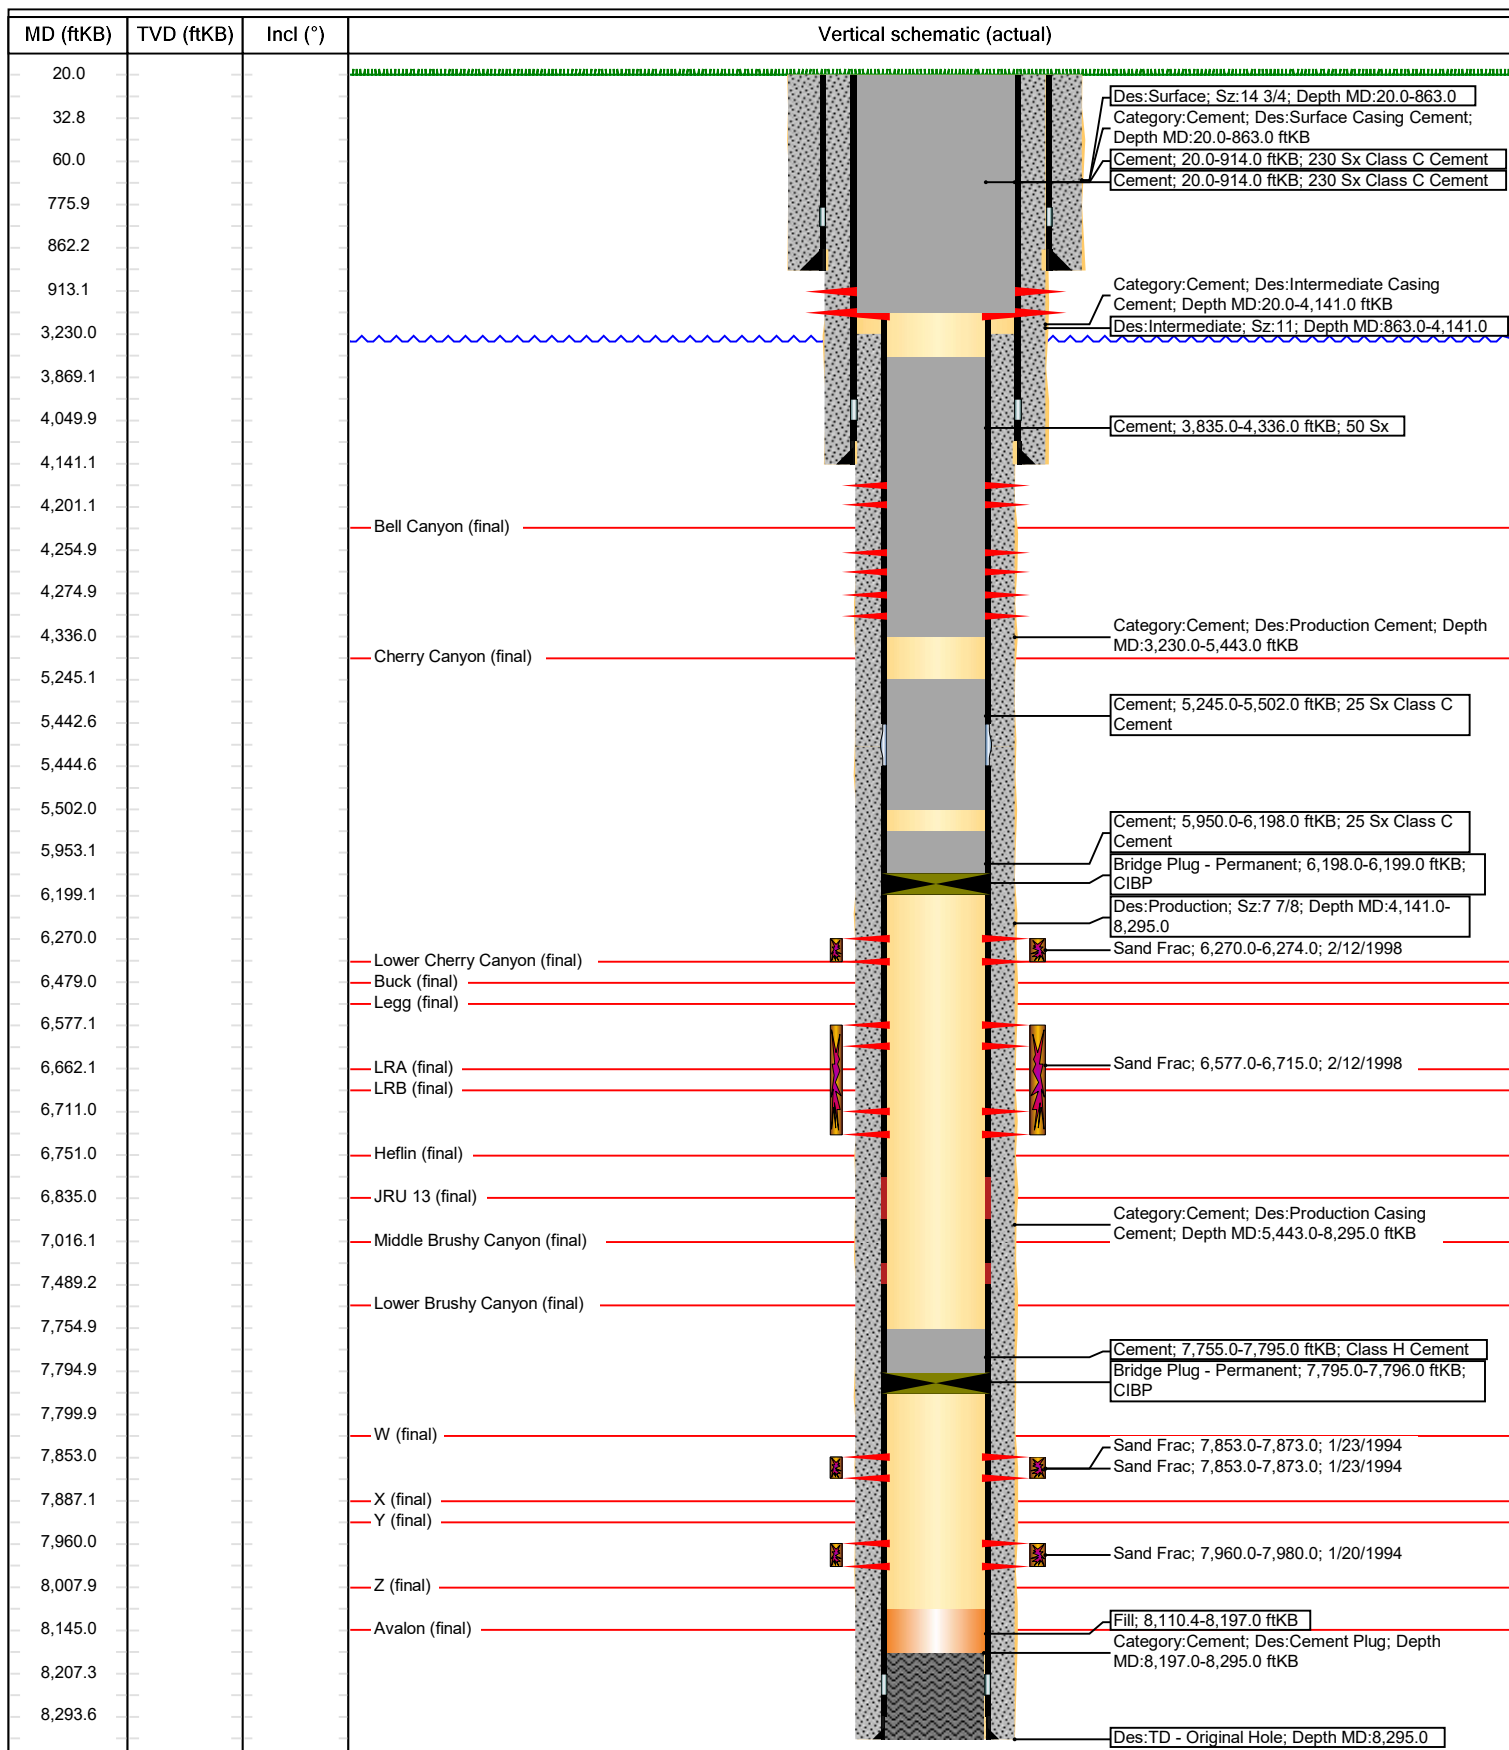 MD (ftKB) TVD (ftKB) Incl (°) Vertical schematic (actual)
20.0
Des:Surface; Sz:14 3/4; Depth MD:20.0-863.0
32.8
Category:Cement; Des:Surface Casing Cement;
Depth MD:20.0-863.0 ftKB
60.0
Cement; 20.0-914.0 ftKB; 230 Sx Class C Cement
Cement; 20.0-914.0 ftKB; 230 Sx Class C Cement
775.9
862.2
913.1
Category:Cement; Des:Intermediate Casing
Cement; Depth MD:20.0-4,141.0 ftKB
Des:Intermediate; Sz:11; Depth MD:863.0-4,141.0
3,230.0
3,869.1
4,049.9
Cement; 3,835.0-4,336.0 ftKB; 50 Sx
4,141.1
4,201.1
Bell Canyon (final)
4,254.9
4,274.9
4,336.0
Category:Cement; Des:Production Cement; Depth
MD:3,230.0-5,443.0 ftKB
Cherry Canyon (final)
5,245.1
Cement; 5,245.0-5,502.0 ftKB; 25 Sx Class C
Cement
5,442.6
5,444.6
5,502.0
Cement; 5,950.0-6,198.0 ftKB; 25 Sx Class C
Cement
5,953.1
Bridge Plug - Permanent; 6,198.0-6,199.0 ftKB;
CIBP
6,199.1
Des:Production; Sz:7 7/8; Depth MD:4,141.0-
8,295.0
6,270.0
Sand Frac; 6,270.0-6,274.0; 2/12/1998
Lower Cherry Canyon (final)
6,479.0
Buck (final)
Legg (final)
6,577.1
6,662.1
Sand Frac; 6,577.0-6,715.0; 2/12/1998
LRA (final)
LRB (final)
6,711.0
6,751.0
Heflin (final)
6,835.0
JRU 13 (final)
Category:Cement; Des:Production Casing
Cement; Depth MD:5,443.0-8,295.0 ftKB
7,016.1
Middle Brushy Canyon (final)
7,489.2
Lower Brushy Canyon (final)
7,754.9
Cement; 7,755.0-7,795.0 ftKB; Class H Cement
7,794.9
Bridge Plug - Permanent; 7,795.0-7,796.0 ftKB;
CIBP
7,799.9
W (final)
Sand Frac; 7,853.0-7,873.0; 1/23/1994
7,853.0
Sand Frac; 7,853.0-7,873.0; 1/23/1994
7,887.1
X (final)
Y (final)
7,960.0
Sand Frac; 7,960.0-7,980.0; 1/20/1994
8,007.9
Z (final)
Fill; 8,110.4-8,197.0 ftKB
8,145.0
Avalon (final)
Category:Cement; Des:Cement Plug; Depth
MD:8,197.0-8,295.0 ftKB
8,207.3
8,293.6
Des:TD - Original Hole; Depth MD:8,295.0